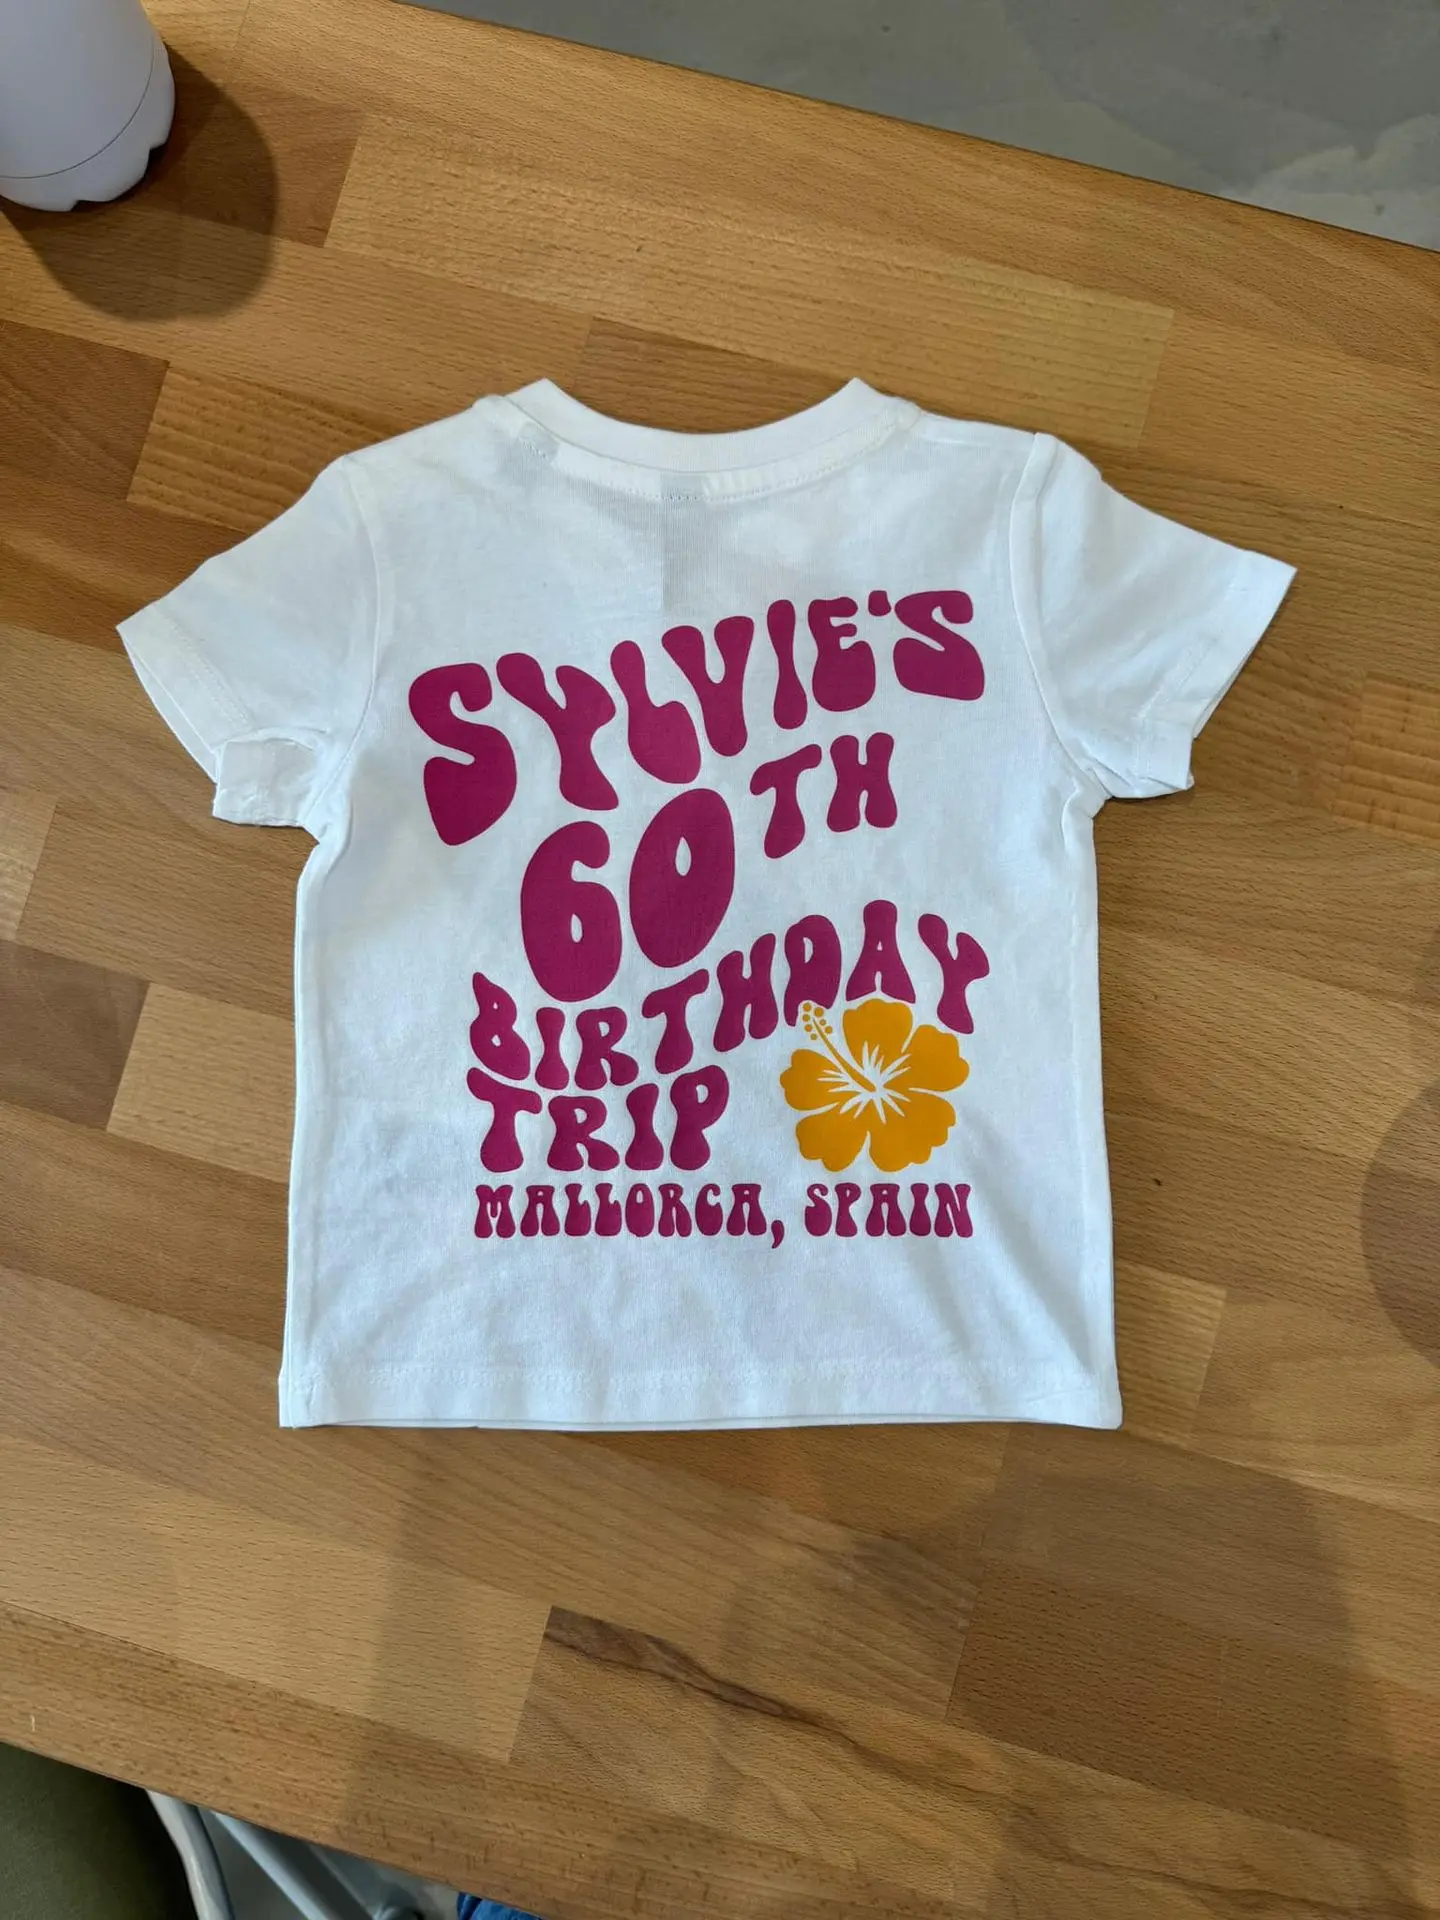 SYLVIE'S
60TH
BIRTHDAY
TRIP
MALLORCA, SPAIN